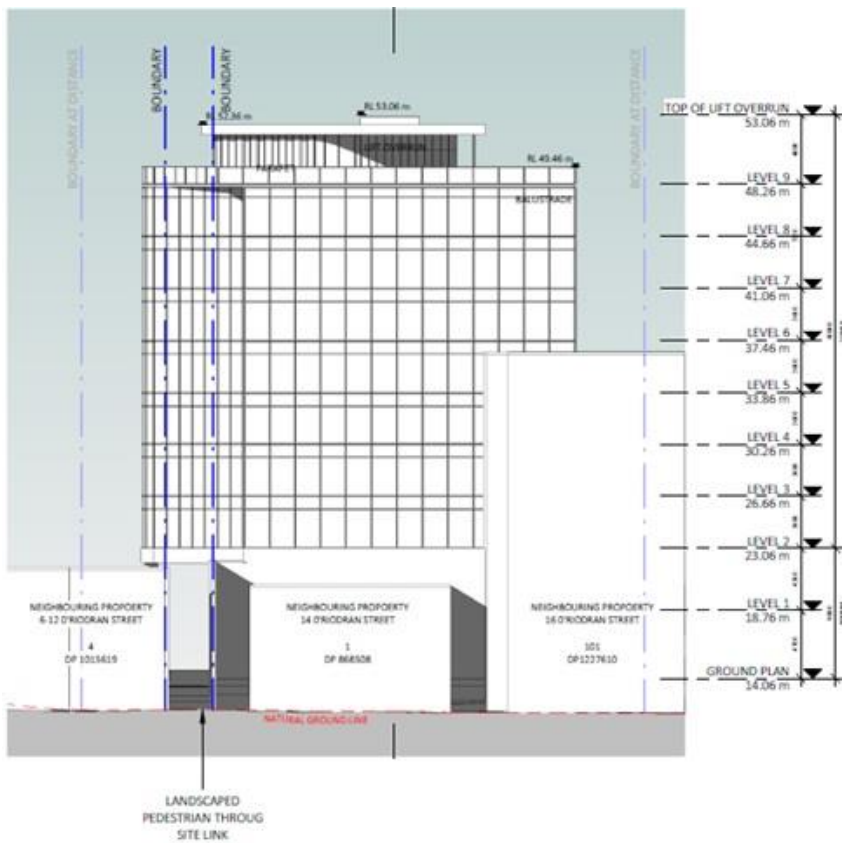 BOUNDARY AT DISTANCE
BOUNDARY
BOUNDARY
BOUNDARY AT DISTANCE
RL 52.36 m
RL 53.06 m
LIFT OVERRUN
PARAPET
RL 49.46 m
BALUSTRADE
TOP OF LIFT OVERRUN
53.06 m
LEVEL 9
48.26 m
LEVEL 8
44.66 m
LEVEL 7
41.06 m
LEVEL 6
37.46 m
LEVEL 5
33.86 m
LEVEL 4
30.26 m
LEVEL 3
26.66 m
LEVEL 2
23.06 m
LEVEL 1
18.76 m
GROUND PLAN
14.06 m
NEIGHBOURING PROPOERTY
6-12 O'RIODRAN STREET
4
DP 1015619
NEIGHBOURING PROPOERTY
14 O'RIODRAN STREET
1
DP 868508
NEIGHBOURING PROPOERTY
16 O'RIODRAN STREET
101
DP1227610
NATURAL GROUND LINE
LANDSCAPED
PEDESTRIAN THROUG
SITE LINK